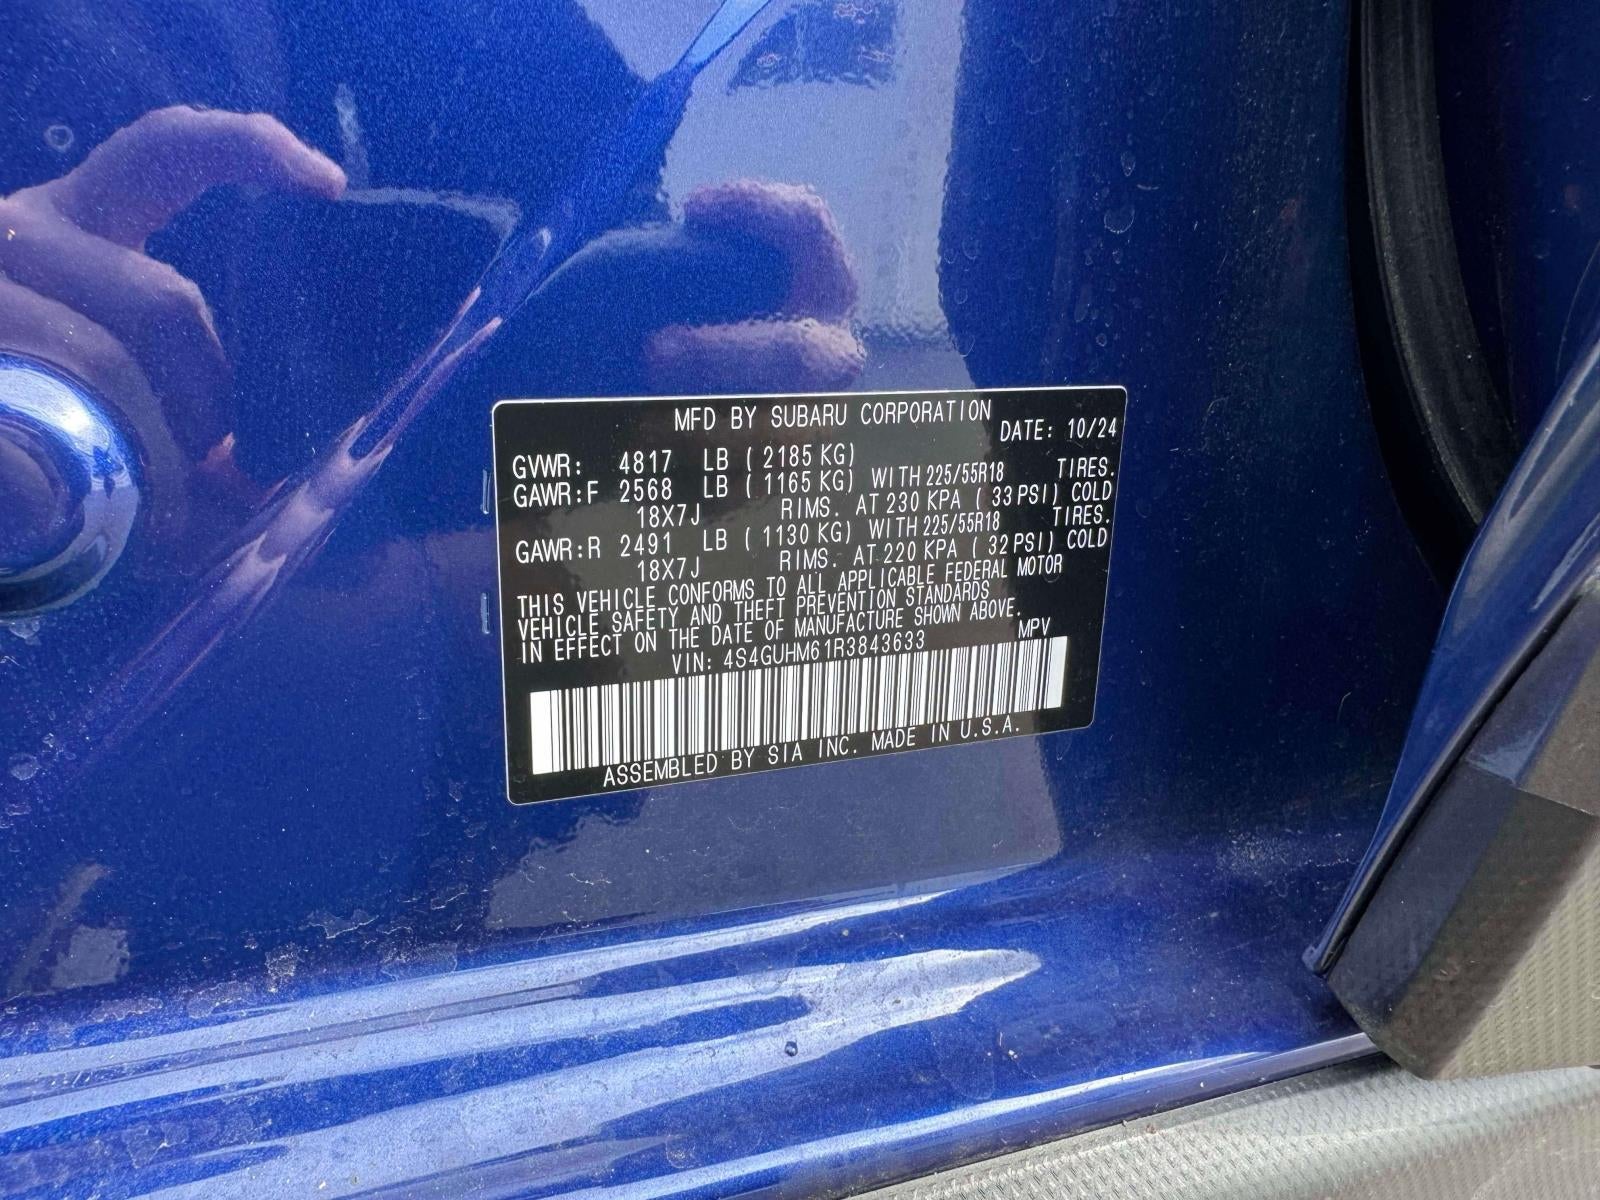 MFD BY SUBARU CORPORATION
DATE: 10/24
GVWR: 4817 LB ( 2185 KG)
GAWR:F 2568 LB ( 1165 KG) WITH 225/55R18 TIRES.
18X7J RIMS. AT 230 KPA ( 33 PSI) COLD
GAWR:R 2491 LB ( 1130 KG) WITH 225/55R18 TIRES.
18X7J RIMS. AT 220 KPA ( 32 PSI) COLD
THIS VEHICLE CONFORMS TO ALL APPLICABLE FEDERAL MOTOR
VEHICLE SAFETY AND THEFT PREVENTION STANDARDS
IN EFFECT ON THE DATE OF MANUFACTURE SHOWN ABOVE.
VIN: 4S4GUHM61R3843633 MPV
ASSEMBLED BY SIA INC. MADE IN U.S.A.